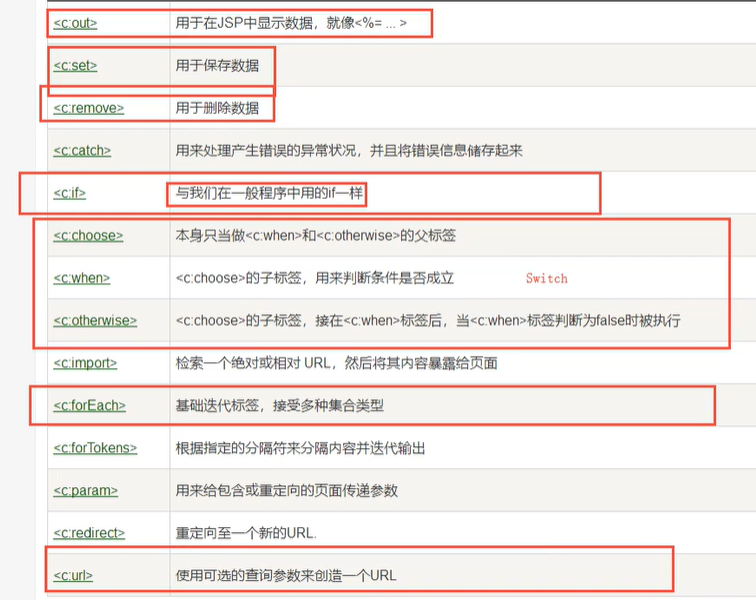 <c:out> 用于在JSP中显示数据，就像<%= ... >
<c:set> 用于保存数据
<c:remove> 用于删除数据
<c:catch> 用来处理产生错误的异常状况，并且将错误信息储存起来
<c:if> 与我们在一般程序中用的if一样
<c:choose> 本身只当做<c:when>和<c:otherwise>的父标签
<c:when> <c:choose>的子标签，用来判断条件是否成立 Switch
<c:otherwise> <c:choose>的子标签，接在<c:when>标签后，当<c:when>标签判断为false时被执行
<c:import> 检索一个绝对或相对 URL，然后将其内容暴露给页面
<c:forEach> 基础迭代标签，接受多种集合类型
<c:forTokens> 根据指定的分隔符来分隔内容并迭代输出
<c:param> 用来给包含或重定向的页面传递参数
<c:redirect> 重定向至一个新的URL.
<c:url> 使用可选的查询参数来创造一个URL